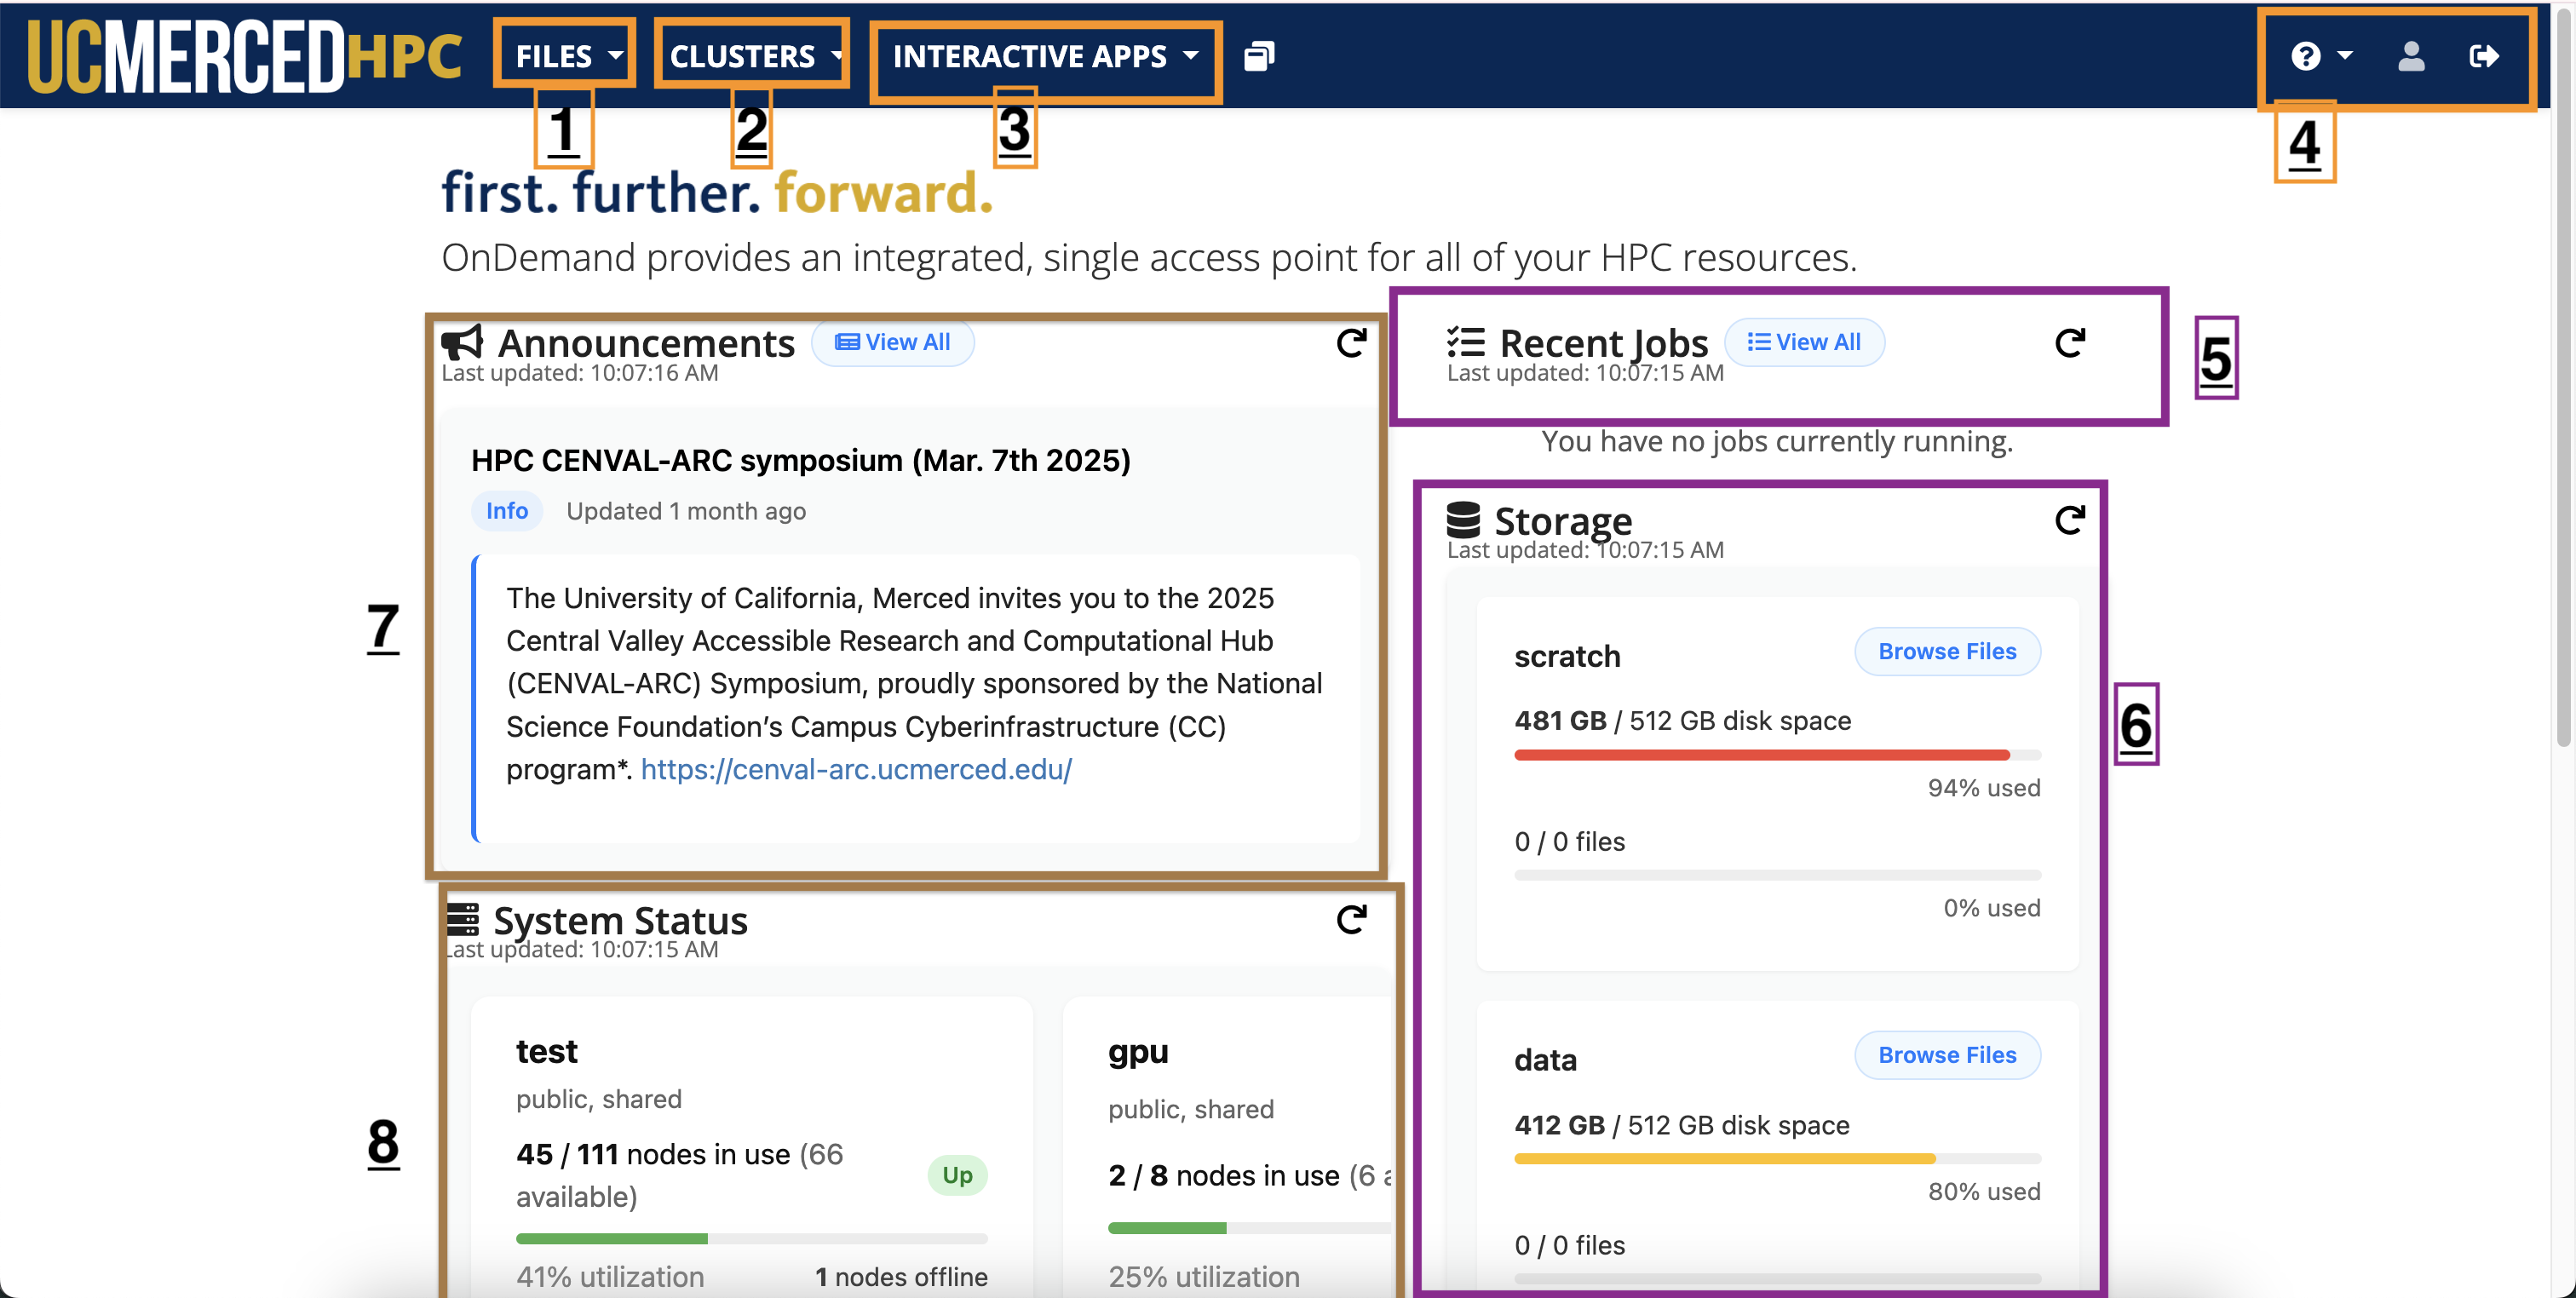 UCMERCEDHPC
FILES
CLUSTERS
INTERACTIVE APPS
1
2
3
4
first. further. forward.
OnDemand provides an integrated, single access point for all of your HPC resources.
Announcements
View All
Last updated: 10:07:16 AM
HPC CENVAL-ARC symposium (Mar. 7th 2025)
Info
Updated 1 month ago
The University of California, Merced invites you to the 2025
Central Valley Accessible Research and Computational Hub
(CENVAL-ARC) Symposium, proudly sponsored by the National
Science Foundation’s Campus Cyberinfrastructure (CC)
program*. https://cenval-arc.ucmerced.edu/
7
System Status
Last updated: 10:07:15 AM
test
public, shared
45 / 111 nodes in use (66
available)
Up
41% utilization
1 nodes offline
gpu
public, shared
2 / 8 nodes in use (6 a
25% utilization
8
Recent Jobs
View All
Last updated: 10:07:15 AM
5
You have no jobs currently running.
Storage
Last updated: 10:07:15 AM
scratch
Browse Files
481 GB / 512 GB disk space
94% used
0 / 0 files
0% used
data
Browse Files
412 GB / 512 GB disk space
80% used
0 / 0 files
6